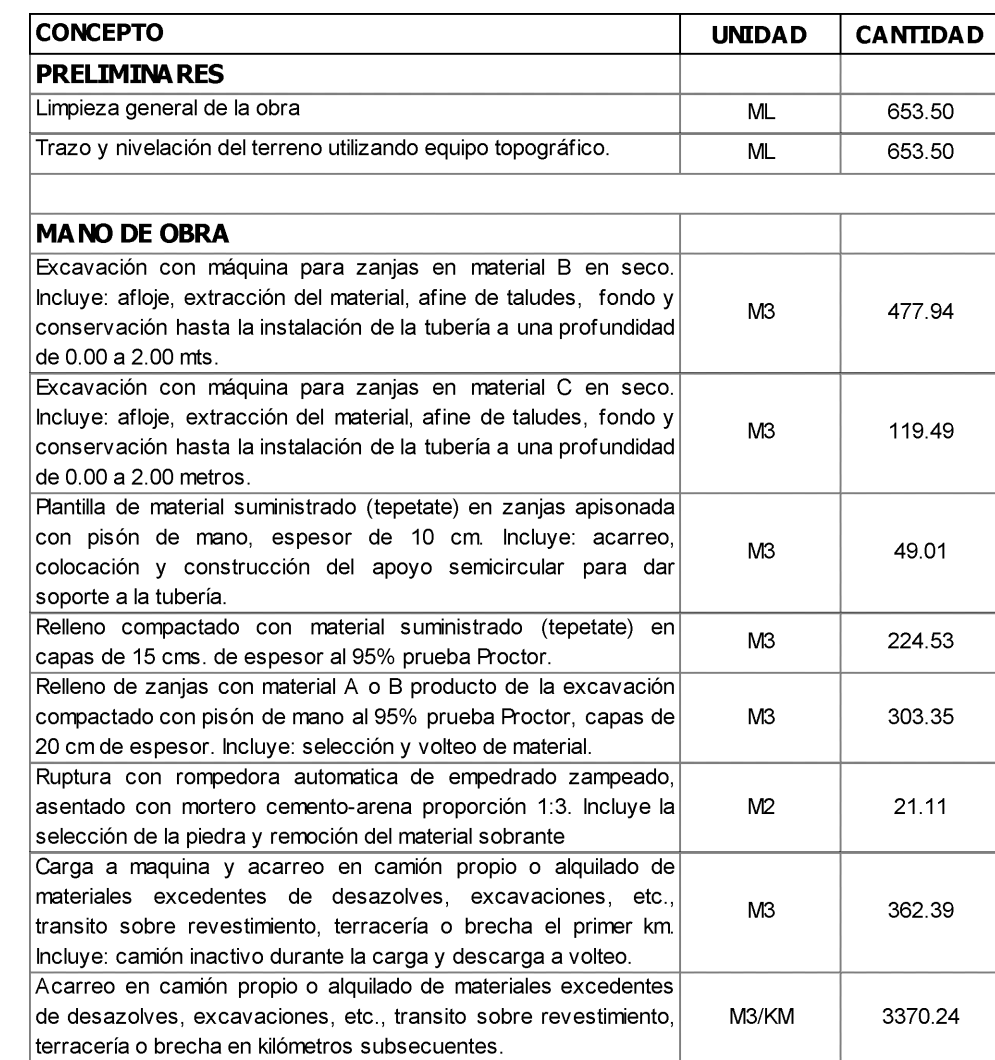 CONCEPTO UNIDAD CANTIDAD
PRELIMINARES
Limpieza general de la obra ML 653.50
Trazo y nivelación del terreno utilizando equipo topográfico. ML 653.50
MANO DE OBRA
Excavación con máquina para zanjas en material B en seco.
Incluye: afloje, extracción del material, afine de taludes, fondo y
conservación hasta la instalación de la tubería a una profundidad
de 0.00 a 2.00 mts.
M3 477.94
Excavación con máquina para zanjas en material C en seco.
Incluye: afloje, extracción del material, afine de taludes, fondo y
conservación hasta la instalación de la tubería a una profundidad
de 0.00 a 2.00 metros.
M3 119.49
Plantilla de material suministrado (tepetate) en zanjas apisonada
con pisón de mano, espesor de 10 cm. Incluye: acarreo,
colocación y construcción del apoyo semicircular para dar
soporte a la tubería.
M3 49.01
Relleno compactado con material suministrado (tepetate) en
capas de 15 cms. de espesor al 95% prueba Proctor.
M3 224.53
Relleno de zanjas con material A o B producto de la excavación
compactado con pisón de mano al 95% prueba Proctor, capas de
20 cm de espesor. Incluye: selección y volteo de material.
M3 303.35
Ruptura con rompedora automatica de empedrado zampeado,
asentado con mortero cemento-arena proporción 1:3. Incluye la
selección de la piedra y remoción del material sobrante
M2 21.11
Carga a maquina y acarreo en camión propio o alquilado de
materiales excedentes de desazolves, excavaciones, etc.,
transito sobre revestimiento, terracería o brecha el primer km.
Incluye: camión inactivo durante la carga y descarga a volteo.
M3 362.39
Acarreo en camión propio o alquilado de materiales excedentes
de desazolves, excavaciones, etc., transito sobre revestimiento,
terracería o brecha en kilómetros subsecuentes.
M3/KM 3370.24